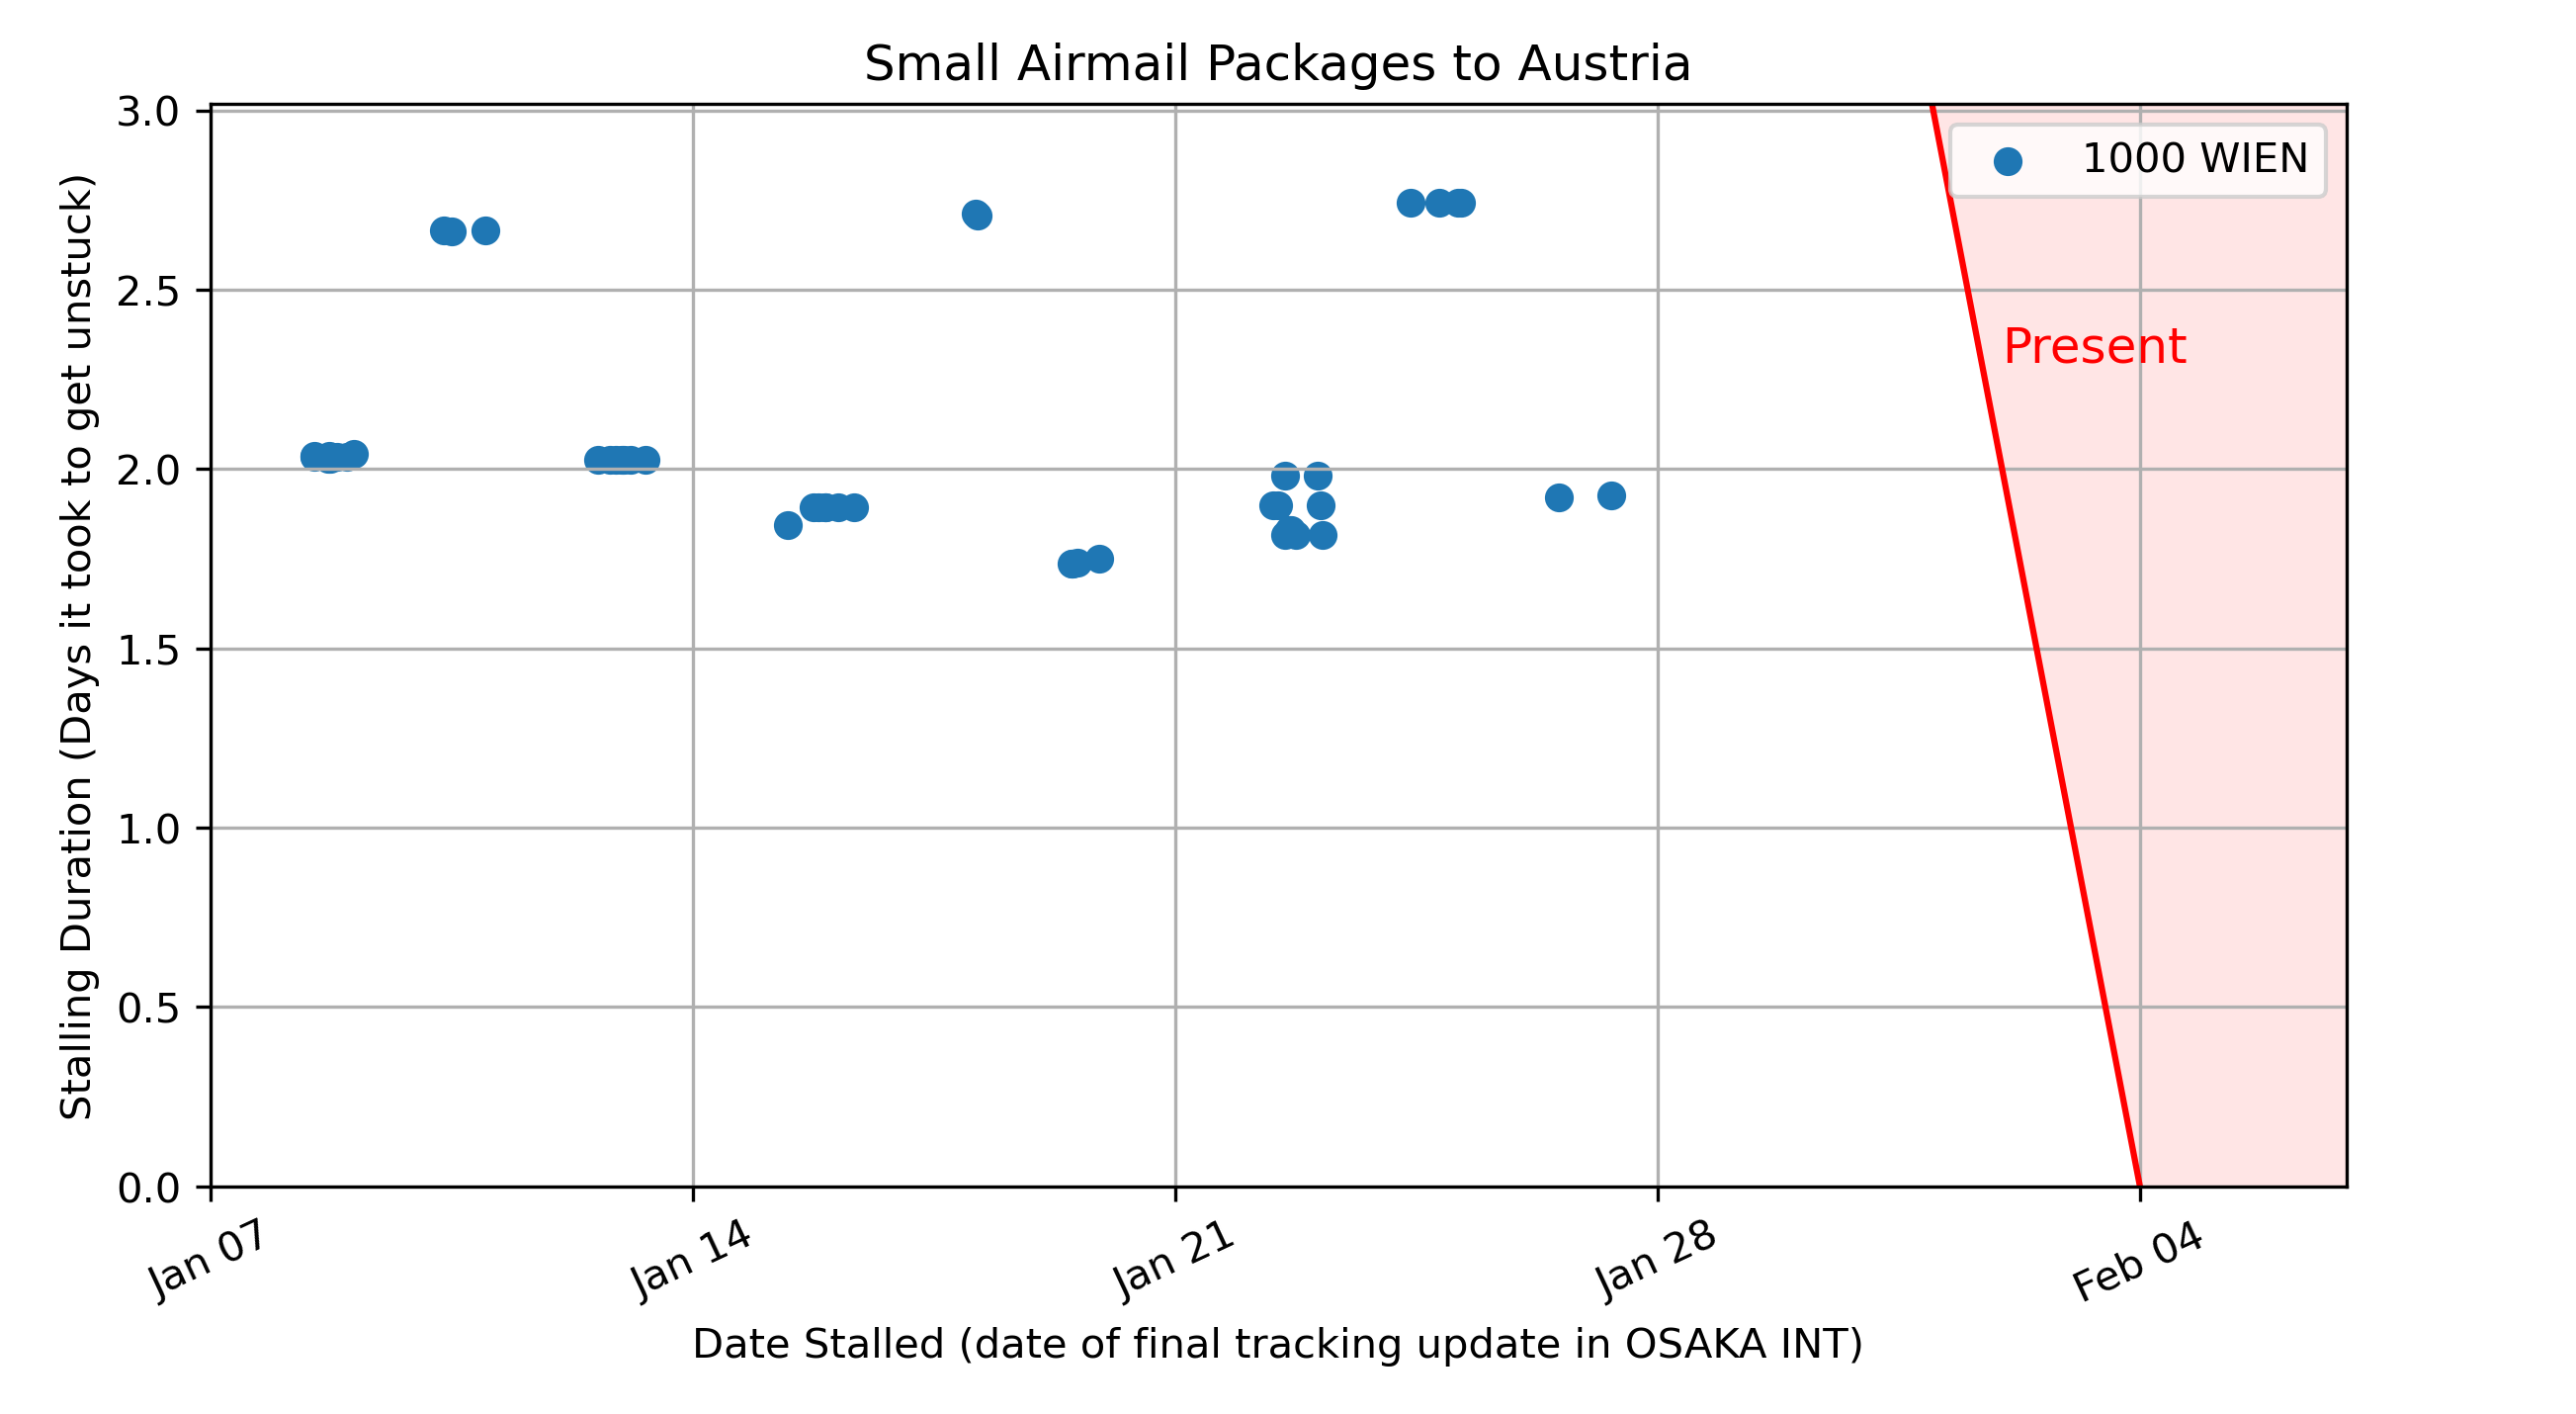 Small Airmail Packages to Austria
3.0
2.5
2.0
1.5
1.0
0.5
0.0
Stalling Duration (Days it took to get unstuck)
1000 WIEN
Present
Jan 07
Jan 14
Jan 21
Jan 28
Feb 04
Date Stalled (date of final tracking update in OSAKA INT)